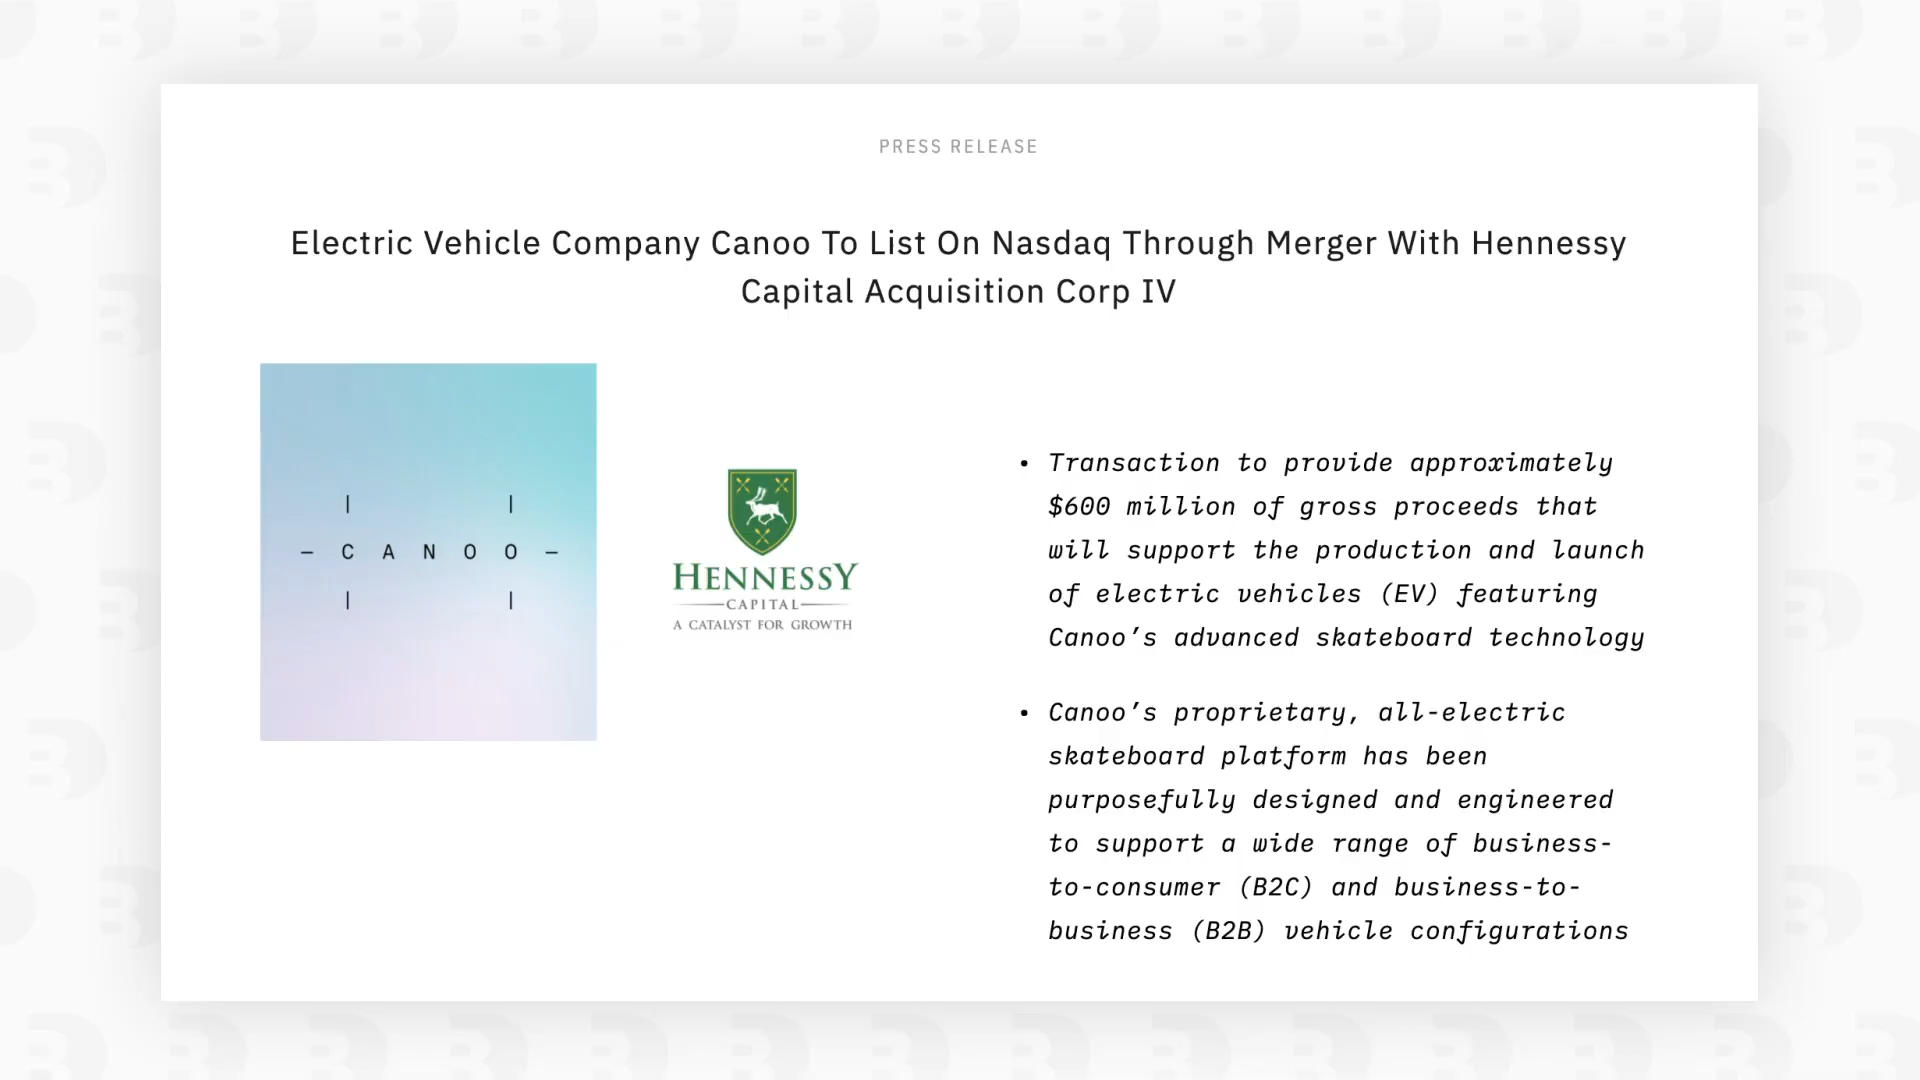 PRESS RELEASE
Electric Vehicle Company Canoo To List On Nasdaq Through Merger With Hennessy
Capital Acquisition Corp IV
– C A N O O –
HENNESSY
CAPITAL
A CATALYST FOR GROWTH
• Transaction to provide approximately
$600 million of gross proceeds that
will support the production and launch
of electric vehicles (EV) featuring
Canoo’s advanced skateboard technology
• Canoo’s proprietary, all-electric
skateboard platform has been
purposefully designed and engineered
to support a wide range of business-
to-consumer (B2C) and business-to-
business (B2B) vehicle configurations